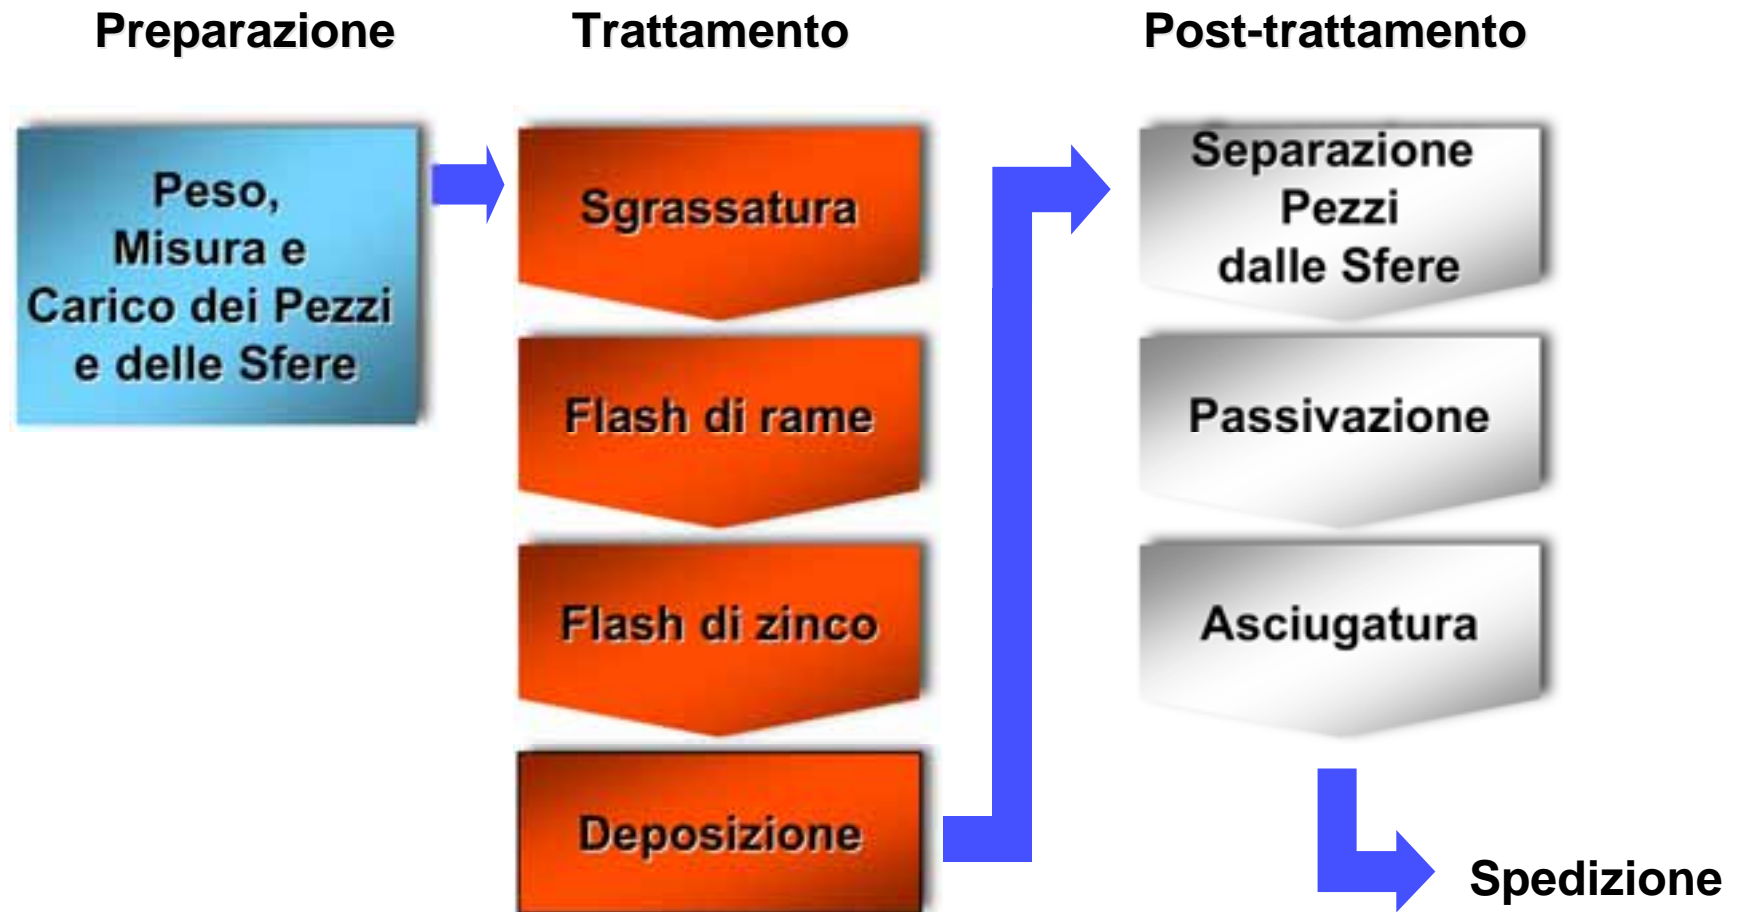 Preparazione
Trattamento
Post-trattamento
Peso,
Misura e
Carico dei Pezzi
e delle Sfere
Sgrassatura
Flash di rame
Flash di zinco
Deposizione
Separazione
Pezzi
dalle Sfere
Passivazione
Asciugatura
Spedizione